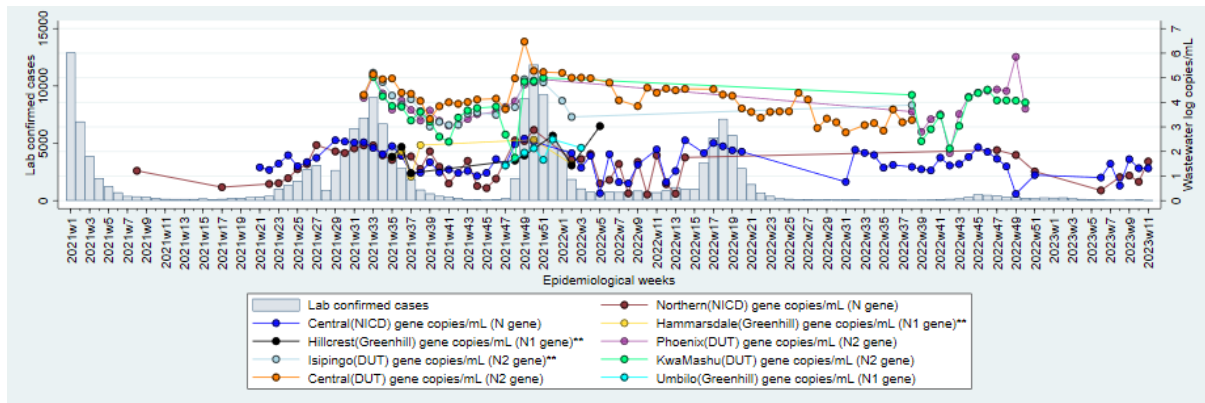 15000
10000
5000
0
Lab confirmed cases
7
6
5
4
3
2
1
0
Wastewater log copies/mL
2021w1
2021w3
2021w5
2021w7
2021w9
2021w11
2021w13
2021w15
2021w17
2021w19
2021w21
2021w23
2021w25
2021w27
2021w29
2021w31
2021w33
2021w35
2021w37
2021w39
2021w41
2021w43
2021w45
2021w47
2021w49
2021w51
2022w1
2022w3
2022w5
2022w7
2022w9
2022w11
2022w13
2022w15
2022w17
2022w19
2022w21
2022w23
2022w25
2022w27
2022w29
2022w31
2022w33
2022w35
2022w37
2022w39
2022w41
2022w43
2022w45
2022w47
2022w49
2022w51
2023w1
2023w3
2023w5
2023w7
2023w9
2023w11
Epidemiological weeks
Lab confirmed cases
Northern(NICD) gene copies/mL (N gene)
Central(NICD) gene copies/mL (N gene)
Hammarsdale(Greenhill) gene copies/mL (N1 gene)**
Hillcrest(Greenhill) gene copies/mL (N1 gene)**
Phoenix(DUT) gene copies/mL (N2 gene)
Isipingo(DUT) gene copies/mL (N2 gene)**
KwaMashu(DUT) gene copies/mL (N2 gene)
Central(DUT) gene copies/mL (N2 gene)
Umbilo(Greenhill) gene copies/mL (N1 gene)